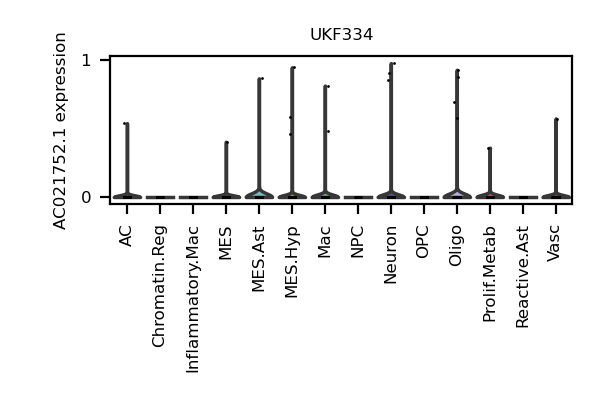 UKF334
AC021752.1 expression
1
0
AC
Chromatin.Reg
Inflammatory.Mac
MES
MES.Ast
MES.Hyp
Mac
NPC
Neuron
OPC
Oligo
Prolif.Metab
Reactive.Ast
Vasc